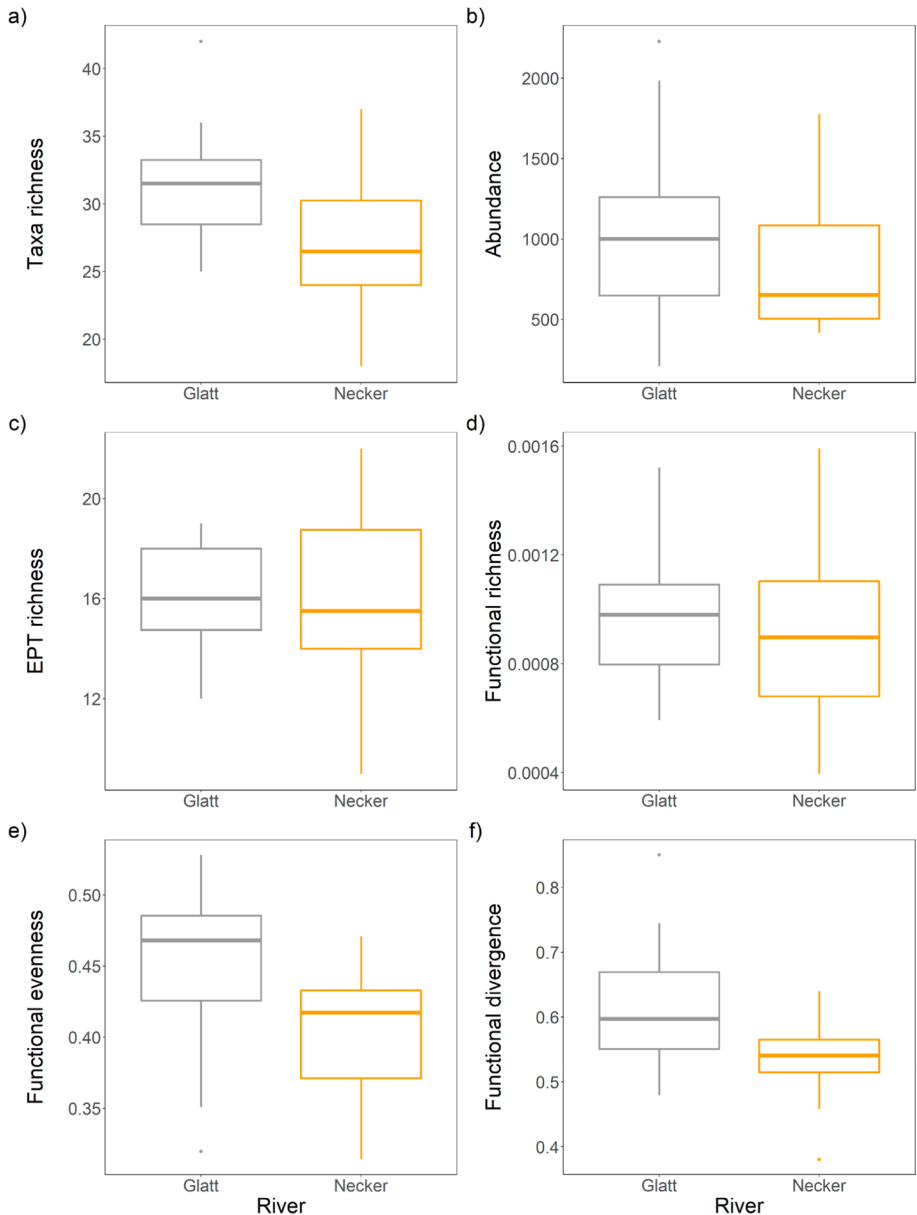 a)
Taxa richness
40
35
30
25
20
Glatt
Necker
b)
Abundance
2000
1500
1000
500
Glatt
Necker
c)
EPT richness
20
16
12
Glatt
Necker
d)
Functional richness
0.0016
0.0012
0.0008
0.0004
Glatt
Necker
e)
Functional evenness
0.50
0.45
0.40
0.35
Glatt
Necker
River
f)
Functional divergence
0.8
0.7
0.6
0.5
0.4
Glatt
Necker
River